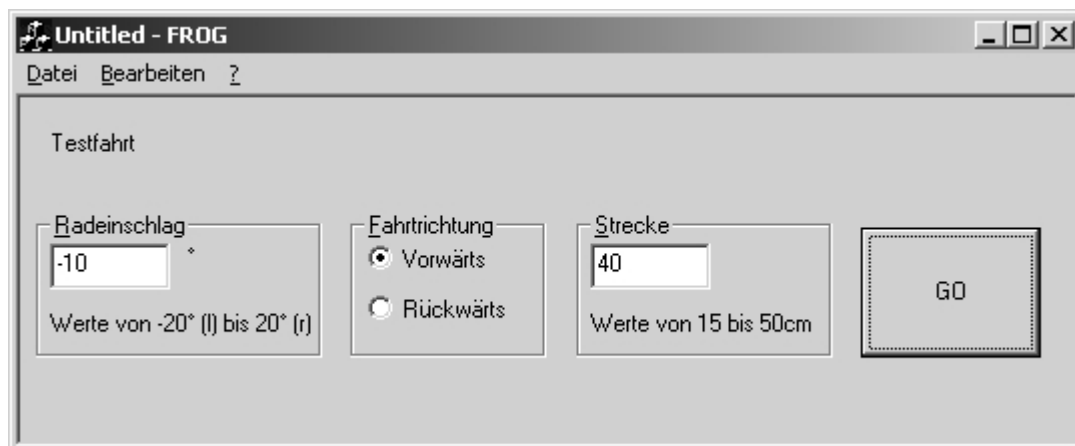 Untitled - FROG
Datei Bearbeiten ?
Testfahrt
Radeinschlag
-10 °
Werte von -20° (l) bis 20° (r)
Fahrtrichtung
Vorwärts
Rückwärts
Strecke
40
Werte von 15 bis 50cm
GO